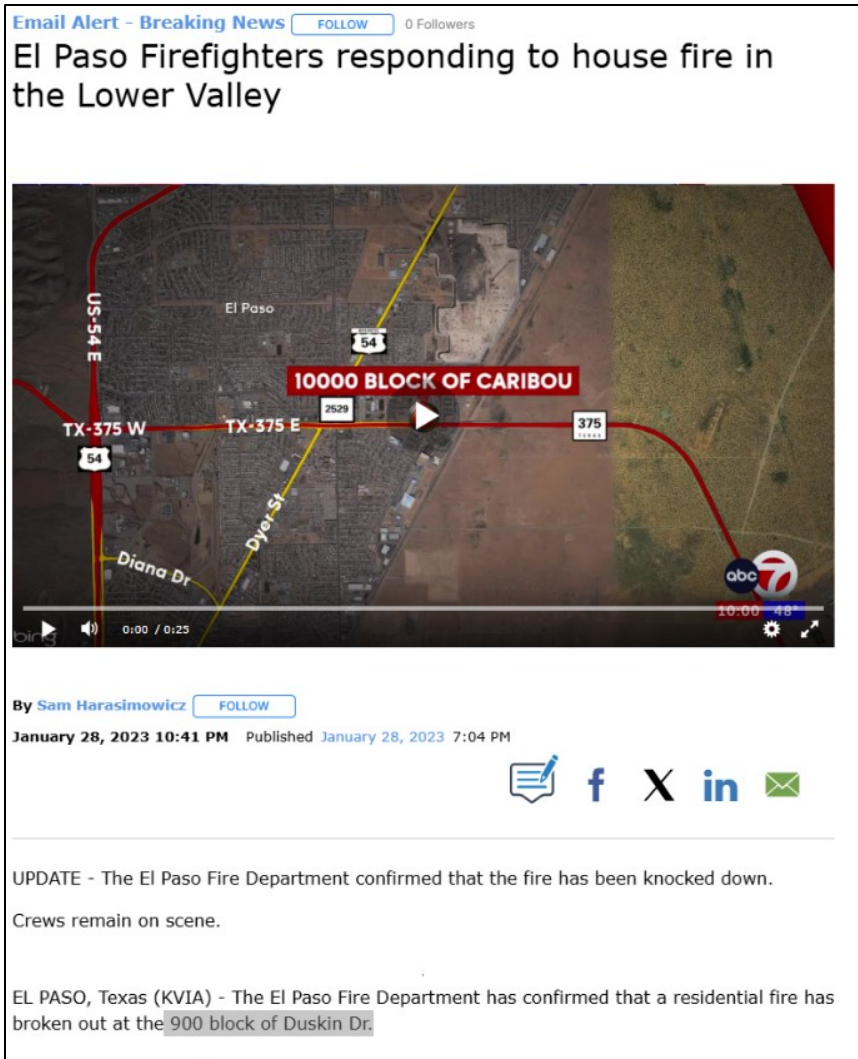 Email Alert - Breaking News FOLLOW 0 Followers
El Paso Firefighters responding to house fire in
the Lower Valley
US-54 E
El Paso
54
10000 BLOCK OF CARIBOU
2529
TX-375 W
TX-375 E
375
TEXAS
54
Dyer St
Diana Dr
abc 7
10:00 48°
bing
0:00 / 0:25
By Sam Harasimowicz FOLLOW
January 28, 2023 10:41 PM Published January 28, 2023 7:04 PM
f X in
UPDATE - The El Paso Fire Department confirmed that the fire has been knocked down.
Crews remain on scene.
EL PASO, Texas (KVIA) - The El Paso Fire Department has confirmed that a residential fire has
broken out at the 900 block of Duskin Dr.